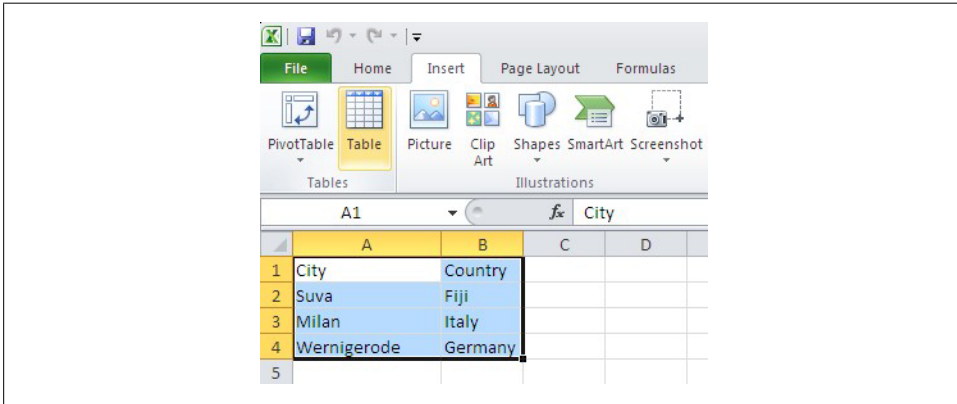 File Home Insert Page Layout Formulas
PivotTable Table Picture Clip Art Shapes SmartArt Screenshot
Tables Illustrations
A1 fx City
A B C D
1 City Country
2 Suva Fiji
3 Milan Italy
4 Wernigerode Germany
5